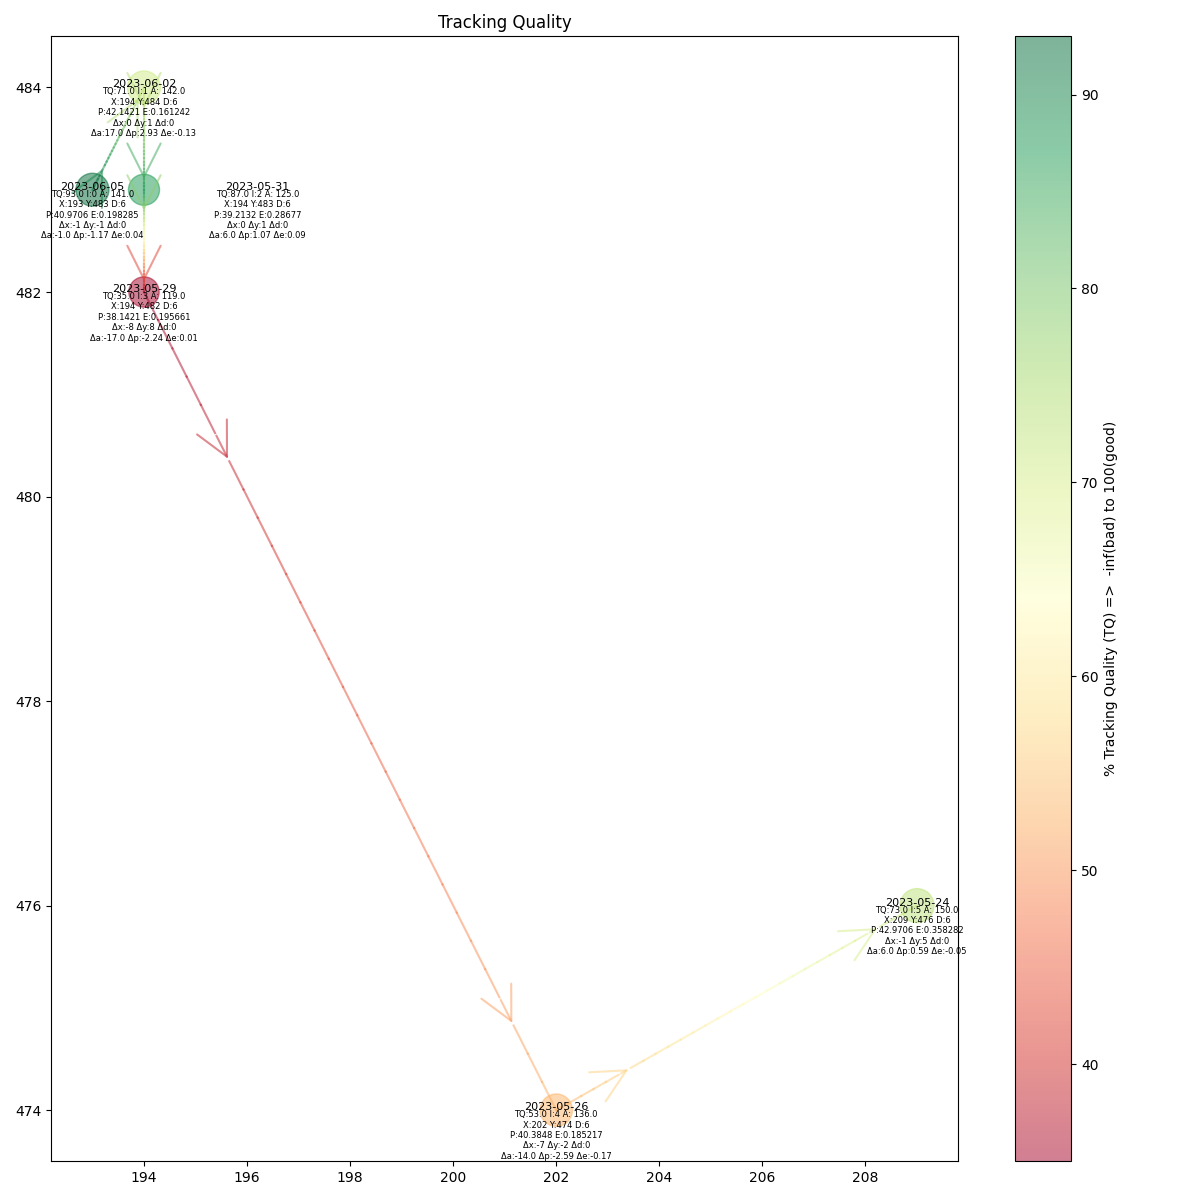 Tracking Quality
484
482
480
478
476
474
2023-06-02
TQ:71.0 I:1 A: 142.0
X:194 Y:484 D:6
P:42.1421 E:0.161242
Δx:0 Δy:1 Δd:0
Δa:17.0 Δp:2.93 Δe:-0.13
2023-06-05
TQ:93.0 I:0 A: 141.0
X:193 Y:483 D:6
P:40.9706 E:0.198285
Δx:-1 Δy:-1 Δd:0
Δa:-1.0 Δp:-1.17 Δe:0.04
2023-05-31
TQ:87.0 I:2 A: 125.0
X:194 Y:483 D:6
P:39.2132 E:0.28677
Δx:0 Δy:1 Δd:0
Δa:6.0 Δp:1.07 Δe:0.09
2023-05-29
TQ:35.0 I:3 A: 119.0
X:194 Y:482 D:6
P:38.1421 E:0.195661
Δx:-8 Δy:8 Δd:0
Δa:-17.0 Δp:-2.24 Δe:0.01
2023-05-24
TQ:73.0 I:5 A: 150.0
X:209 Y:476 D:6
P:42.9706 E:0.358282
Δx:-1 Δy:5 Δd:0
Δa:6.0 Δp:0.59 Δe:-0.05
2023-05-26
TQ:53.0 I:4 A: 136.0
X:202 Y:474 D:6
P:40.3848 E:0.185217
Δx:-7 Δy:-2 Δd:0
Δa:-14.0 Δp:-2.59 Δe:-0.17
194 196 198 200 202 204 206 208
90
80
70
60
50
40
% Tracking Quality (TQ) => -inf(bad) to 100(good)